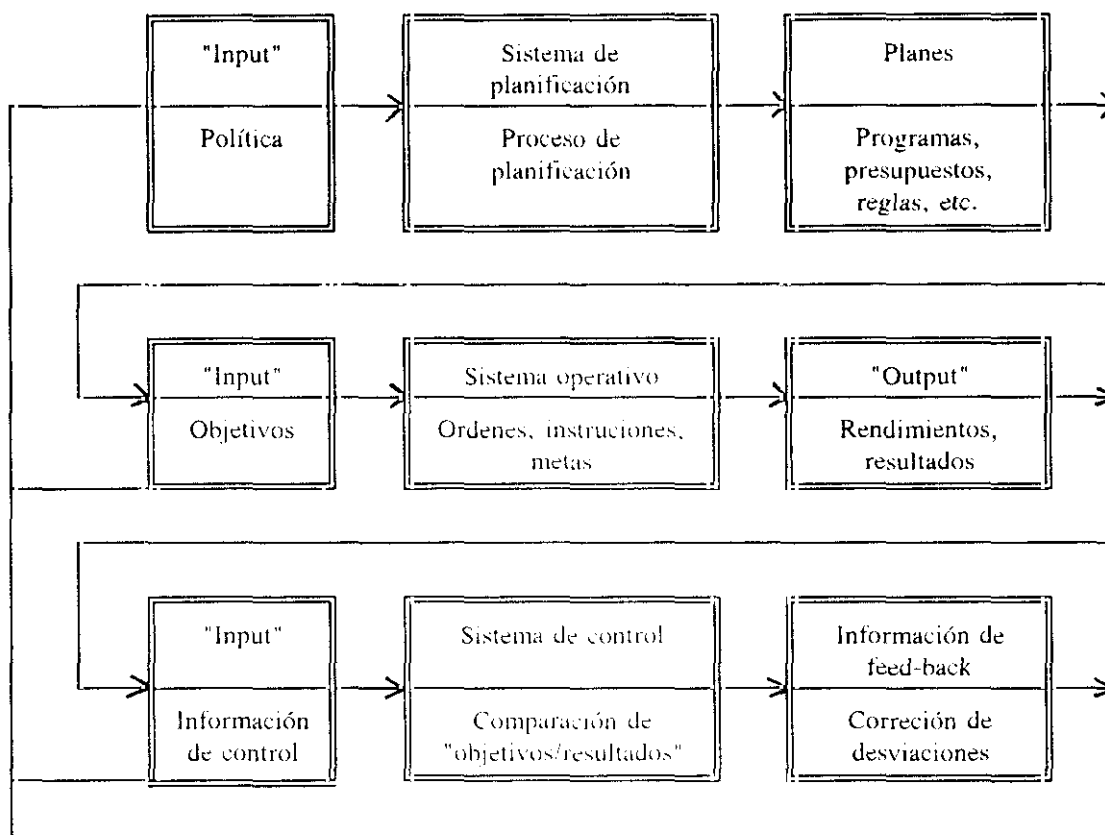 "Input"
Política
Sistema de
planificación
Proceso de
planificación
Planes
Programas,
presupuestos,
reglas, etc.
"Input"
Objetivos
Sistema operativo
Ordenes, instruciones,
metas
"Output"
Rendimientos,
resultados
"Input"
Información
de control
Sistema de control
Comparación de
"objetivos/resultados"
Información de
feed-back
Correción de
desviaciones